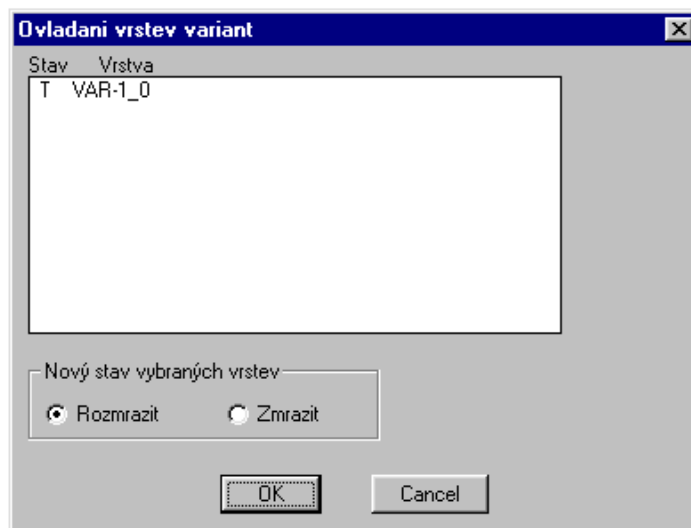 Ovladani vrstev variant
Stav Vrstva
T VAR-1_0
Nový stav vybraných vrstev
Rozmrazit Zmrazit
OK Cancel